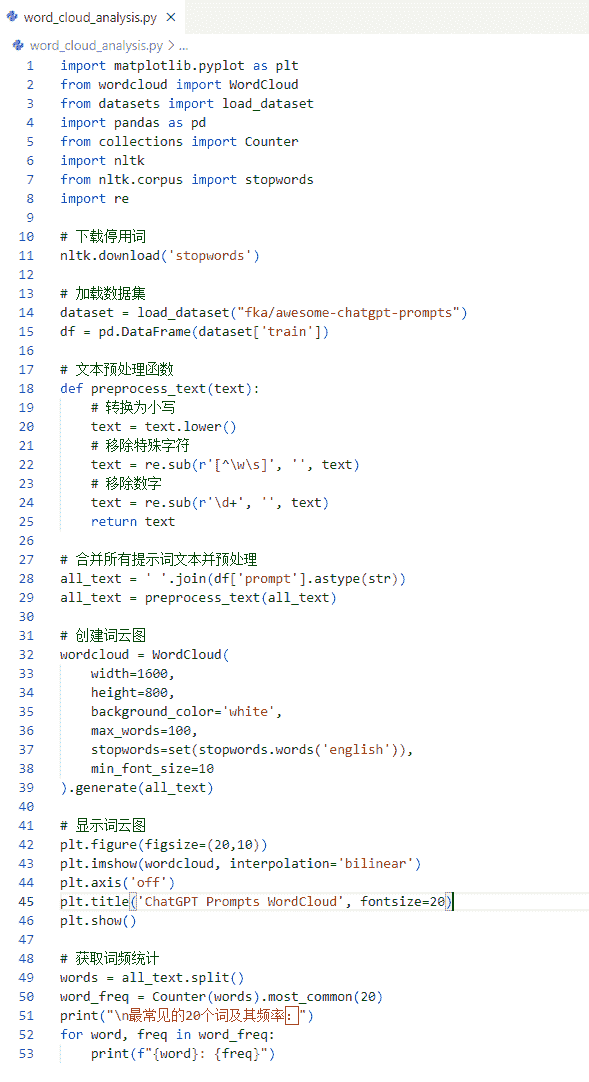 word_cloud_analysis.py ×
word_cloud_analysis.py > ...
1 import matplotlib.pyplot as plt
2 from wordcloud import WordCloud
3 from datasets import load_dataset
4 import pandas as pd
5 from collections import Counter
6 import nltk
7 from nltk.corpus import stopwords
8 import re
9
10 # 下载停用词
11 nltk.download('stopwords')
12
13 # 加载数据集
14 dataset = load_dataset("fka/awesome-chatgpt-prompts")
15 df = pd.DataFrame(dataset['train'])
16
17 # 文本预处理函数
18 def preprocess_text(text):
19     # 转换为小写
20     text = text.lower()
21     # 移除特殊字符
22     text = re.sub(r'[^\w\s]', '', text)
23     # 移除数字
24     text = re.sub(r'\d+', '', text)
25     return text
26
27 # 合并所有提示词文本并预处理
28 all_text = ' '.join(df['prompt'].astype(str))
29 all_text = preprocess_text(all_text)
30
31 # 创建词云图
32 wordcloud = WordCloud(
33     width=1600,
34     height=800,
35     background_color='white',
36     max_words=100,
37     stopwords=set(stopwords.words('english')),
38     min_font_size=10
39 ).generate(all_text)
40
41 # 显示词云图
42 plt.figure(figsize=(20,10))
43 plt.imshow(wordcloud, interpolation='bilinear')
44 plt.axis('off')
45 plt.title('ChatGPT Prompts WordCloud', fontsize=20)
46 plt.show()
47
48 # 获取词频统计
49 words = all_text.split()
50 word_freq = Counter(words).most_common(20)
51 print("\n最常见的20个词及其频率：")
52 for word, freq in word_freq:
53     print(f"{word}: {freq}")